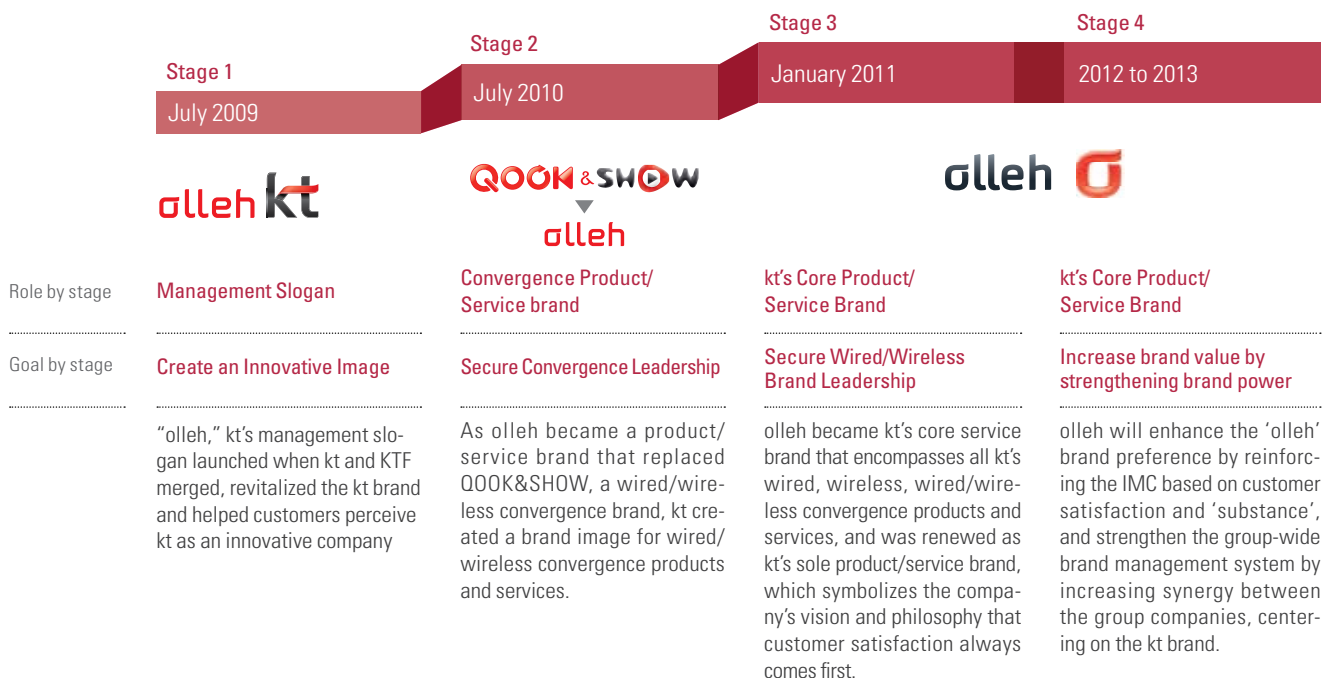 Stage 1
July 2009
Stage 2
July 2010
Stage 3
January 2011
Stage 4
2012 to 2013
olleh kt
QOOK & SHOW
olleh
olleh
Role by stage
Management Slogan
Convergence Product/
Service brand
kt's Core Product/
Service Brand
kt's Core Product/
Service Brand
Goal by stage
Create an Innovative Image
Secure Convergence Leadership
Secure Wired/Wireless
Brand Leadership
Increase brand value by
strengthening brand power
“olleh,” kt's management slo-
gan launched when kt and KTF
merged, revitalized the kt brand
and helped customers perceive
kt as an innovative company
As olleh became a product/
service brand that replaced
QOOK&SHOW, a wired/wire-
less convergence brand, kt cre-
ated a brand image for wired/
wireless convergence products
and services.
olleh became kt's core service
brand that encompasses all kt's
wired, wireless, wired/wire-
less convergence products and
services, and was renewed as
kt's sole product/service brand,
which symbolizes the compa-
ny's vision and philosophy that
customer satisfaction always
comes first.
olleh will enhance the ‘olleh’
brand preference by reinforc-
ing the IMC based on customer
satisfaction and ‘substance’,
and strengthen the group-wide
brand management system by
increasing synergy between
the group companies, center-
ing on the kt brand.